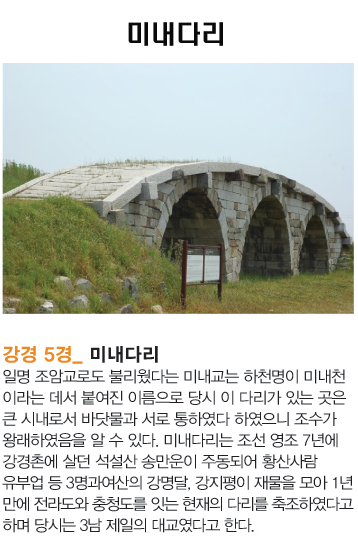 미내다리
강경 5경_ 미내다리
일명 조암교로도 불리웠다는 미내교는 하천명이 미내천
이라는 데서 붙여진 이름으로 당시 이 다리가 있는 곳은
큰 시내로서 바닷물과 서로 통하였다 하였으니 조수가
왕래하였음을 알 수 있다. 미내다리는 조선 영조 7년에
강경촌에 살던 석설산 송만운이 주동되어 황산사람
유부업 등 3명과여산의 강명달, 강지평이 재물을 모아 1년
만에 전라도와 충청도를 잇는 현재의 다리를 축조하였다고
하며 당시는 3남 제일의 대교였다고 한다.